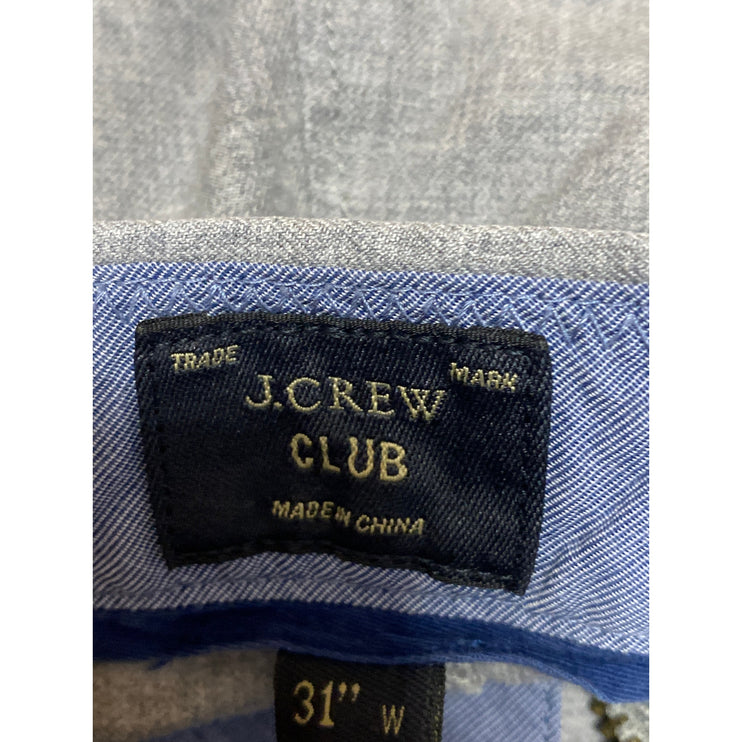 TRADE MARK
J.CREW
CLUB
MADE IN CHINA
31" W